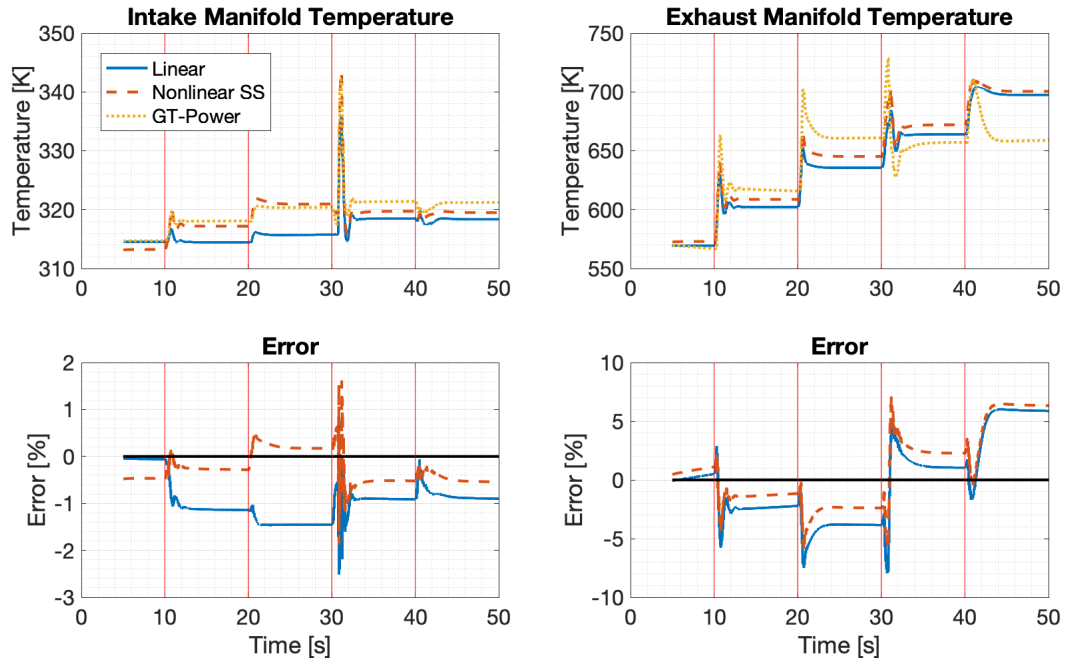 Intake Manifold Temperature
350
340
330
320
310
Temperature [K]
Linear
Nonlinear SS
GT-Power
0 10 20 30 40 50
Exhaust Manifold Temperature
750
700
650
600
550
Temperature [K]
0 10 20 30 40 50
Error
2
1
0
-1
-2
-3
Error [%]
0 10 20 30 40 50
Time [s]
Error
10
5
0
-5
-10
Error [%]
0 10 20 30 40 50
Time [s]